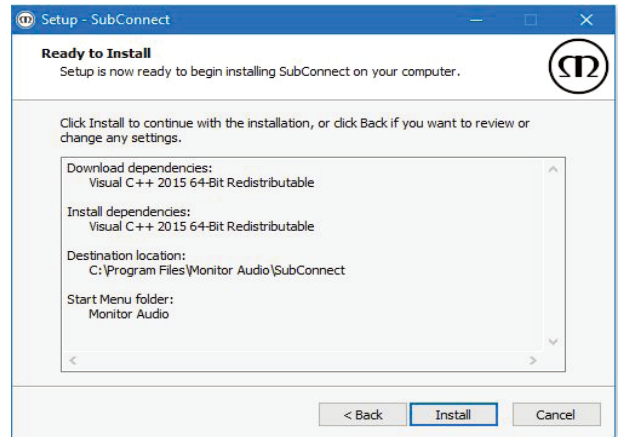 Setup - SubConnect
Ready to Install
Setup is now ready to begin installing SubConnect on your computer.
Click Install to continue with the installation, or click Back if you want to review or
change any settings.
Download dependencies:
Visual C++ 2015 64-Bit Redistributable
Install dependencies:
Visual C++ 2015 64-Bit Redistributable
Destination location:
C:\Program Files\Monitor Audio\SubConnect
Start Menu folder:
Monitor Audio
< Back
Install
Cancel